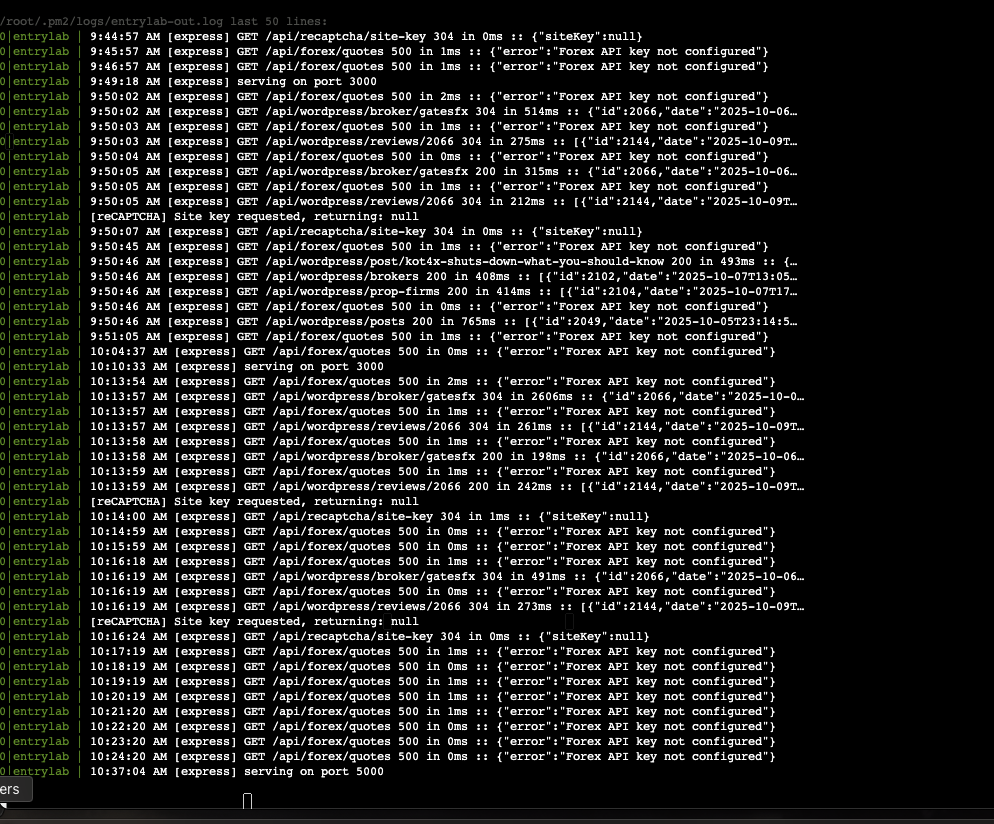 /root/.pm2/logs/entrylab-out.log last 50 lines:
0|entrylab | 9:44:57 AM [express] GET /api/recaptcha/site-key 304 in 0ms :: {"siteKey":null}
0|entrylab | 9:45:57 AM [express] GET /api/forex/quotes 500 in 1ms :: {"error":"Forex API key not configured"}
0|entrylab | 9:46:57 AM [express] GET /api/forex/quotes 500 in 1ms :: {"error":"Forex API key not configured"}
0|entrylab | 9:49:18 AM [express] serving on port 3000
0|entrylab | 9:50:02 AM [express] GET /api/forex/quotes 500 in 2ms :: {"error":"Forex API key not configured"}
0|entrylab | 9:50:02 AM [express] GET /api/wordpress/broker/gatesfx 304 in 514ms :: {"id":2066,"date":"2025-10-06…
0|entrylab | 9:50:03 AM [express] GET /api/forex/quotes 500 in 1ms :: {"error":"Forex API key not configured"}
0|entrylab | 9:50:03 AM [express] GET /api/wordpress/reviews/2066 304 in 275ms :: [{"id":2144,"date":"2025-10-09T…
0|entrylab | 9:50:04 AM [express] GET /api/forex/quotes 500 in 0ms :: {"error":"Forex API key not configured"}
0|entrylab | 9:50:05 AM [express] GET /api/wordpress/broker/gatesfx 200 in 315ms :: {"id":2066,"date":"2025-10-06…
0|entrylab | 9:50:05 AM [express] GET /api/forex/quotes 500 in 1ms :: {"error":"Forex API key not configured"}
0|entrylab | 9:50:05 AM [express] GET /api/wordpress/reviews/2066 304 in 212ms :: [{"id":2144,"date":"2025-10-09T…
0|entrylab | [reCAPTCHA] Site key requested, returning: null
0|entrylab | 9:50:07 AM [express] GET /api/recaptcha/site-key 304 in 0ms :: {"siteKey":null}
0|entrylab | 9:50:45 AM [express] GET /api/forex/quotes 500 in 1ms :: {"error":"Forex API key not configured"}
0|entrylab | 9:50:46 AM [express] GET /api/wordpress/post/kot4x-shuts-down-what-you-should-know 200 in 493ms :: {…
0|entrylab | 9:50:46 AM [express] GET /api/wordpress/brokers 200 in 408ms :: [{"id":2102,"date":"2025-10-07T13:05…
0|entrylab | 9:50:46 AM [express] GET /api/wordpress/prop-firms 200 in 414ms :: [{"id":2104,"date":"2025-10-07T17…
0|entrylab | 9:50:46 AM [express] GET /api/forex/quotes 500 in 0ms :: {"error":"Forex API key not configured"}
0|entrylab | 9:50:46 AM [express] GET /api/wordpress/posts 200 in 765ms :: [{"id":2049,"date":"2025-10-05T23:14:5…
0|entrylab | 9:51:05 AM [express] GET /api/forex/quotes 500 in 1ms :: {"error":"Forex API key not configured"}
0|entrylab | 10:04:37 AM [express] GET /api/forex/quotes 500 in 0ms :: {"error":"Forex API key not configured"}
0|entrylab | 10:10:33 AM [express] serving on port 3000
0|entrylab | 10:13:54 AM [express] GET /api/forex/quotes 500 in 2ms :: {"error":"Forex API key not configured"}
0|entrylab | 10:13:57 AM [express] GET /api/wordpress/broker/gatesfx 304 in 2606ms :: {"id":2066,"date":"2025-10-0…
0|entrylab | 10:13:57 AM [express] GET /api/forex/quotes 500 in 1ms :: {"error":"Forex API key not configured"}
0|entrylab | 10:13:57 AM [express] GET /api/wordpress/reviews/2066 304 in 261ms :: [{"id":2144,"date":"2025-10-09T…
0|entrylab | 10:13:58 AM [express] GET /api/forex/quotes 500 in 1ms :: {"error":"Forex API key not configured"}
0|entrylab | 10:13:58 AM [express] GET /api/wordpress/broker/gatesfx 200 in 198ms :: {"id":2066,"date":"2025-10-06…
0|entrylab | 10:13:59 AM [express] GET /api/forex/quotes 500 in 1ms :: {"error":"Forex API key not configured"}
0|entrylab | 10:13:59 AM [express] GET /api/wordpress/reviews/2066 200 in 242ms :: [{"id":2144,"date":"2025-10-09T…
0|entrylab | [reCAPTCHA] Site key requested, returning: null
0|entrylab | 10:14:00 AM [express] GET /api/recaptcha/site-key 304 in 1ms :: {"siteKey":null}
0|entrylab | 10:14:59 AM [express] GET /api/forex/quotes 500 in 0ms :: {"error":"Forex API key not configured"}
0|entrylab | 10:15:59 AM [express] GET /api/forex/quotes 500 in 0ms :: {"error":"Forex API key not configured"}
0|entrylab | 10:16:18 AM [express] GET /api/forex/quotes 500 in 1ms :: {"error":"Forex API key not configured"}
0|entrylab | 10:16:19 AM [express] GET /api/wordpress/broker/gatesfx 304 in 491ms :: {"id":2066,"date":"2025-10-06…
0|entrylab | 10:16:19 AM [express] GET /api/forex/quotes 500 in 0ms :: {"error":"Forex API key not configured"}
0|entrylab | 10:16:19 AM [express] GET /api/wordpress/reviews/2066 304 in 273ms :: [{"id":2144,"date":"2025-10-09T…
0|entrylab | [reCAPTCHA] Site key requested, returning: null
0|entrylab | 10:16:24 AM [express] GET /api/recaptcha/site-key 304 in 0ms :: {"siteKey":null}
0|entrylab | 10:17:19 AM [express] GET /api/forex/quotes 500 in 1ms :: {"error":"Forex API key not configured"}
0|entrylab | 10:18:19 AM [express] GET /api/forex/quotes 500 in 0ms :: {"error":"Forex API key not configured"}
0|entrylab | 10:19:19 AM [express] GET /api/forex/quotes 500 in 1ms :: {"error":"Forex API key not configured"}
0|entrylab | 10:20:19 AM [express] GET /api/forex/quotes 500 in 1ms :: {"error":"Forex API key not configured"}
0|entrylab | 10:21:20 AM [express] GET /api/forex/quotes 500 in 1ms :: {"error":"Forex API key not configured"}
0|entrylab | 10:22:20 AM [express] GET /api/forex/quotes 500 in 0ms :: {"error":"Forex API key not configured"}
0|entrylab | 10:23:20 AM [express] GET /api/forex/quotes 500 in 0ms :: {"error":"Forex API key not configured"}
0|entrylab | 10:24:20 AM [express] GET /api/forex/quotes 500 in 0ms :: {"error":"Forex API key not configured"}
0|entrylab | 10:37:04 AM [express] serving on port 5000
ers